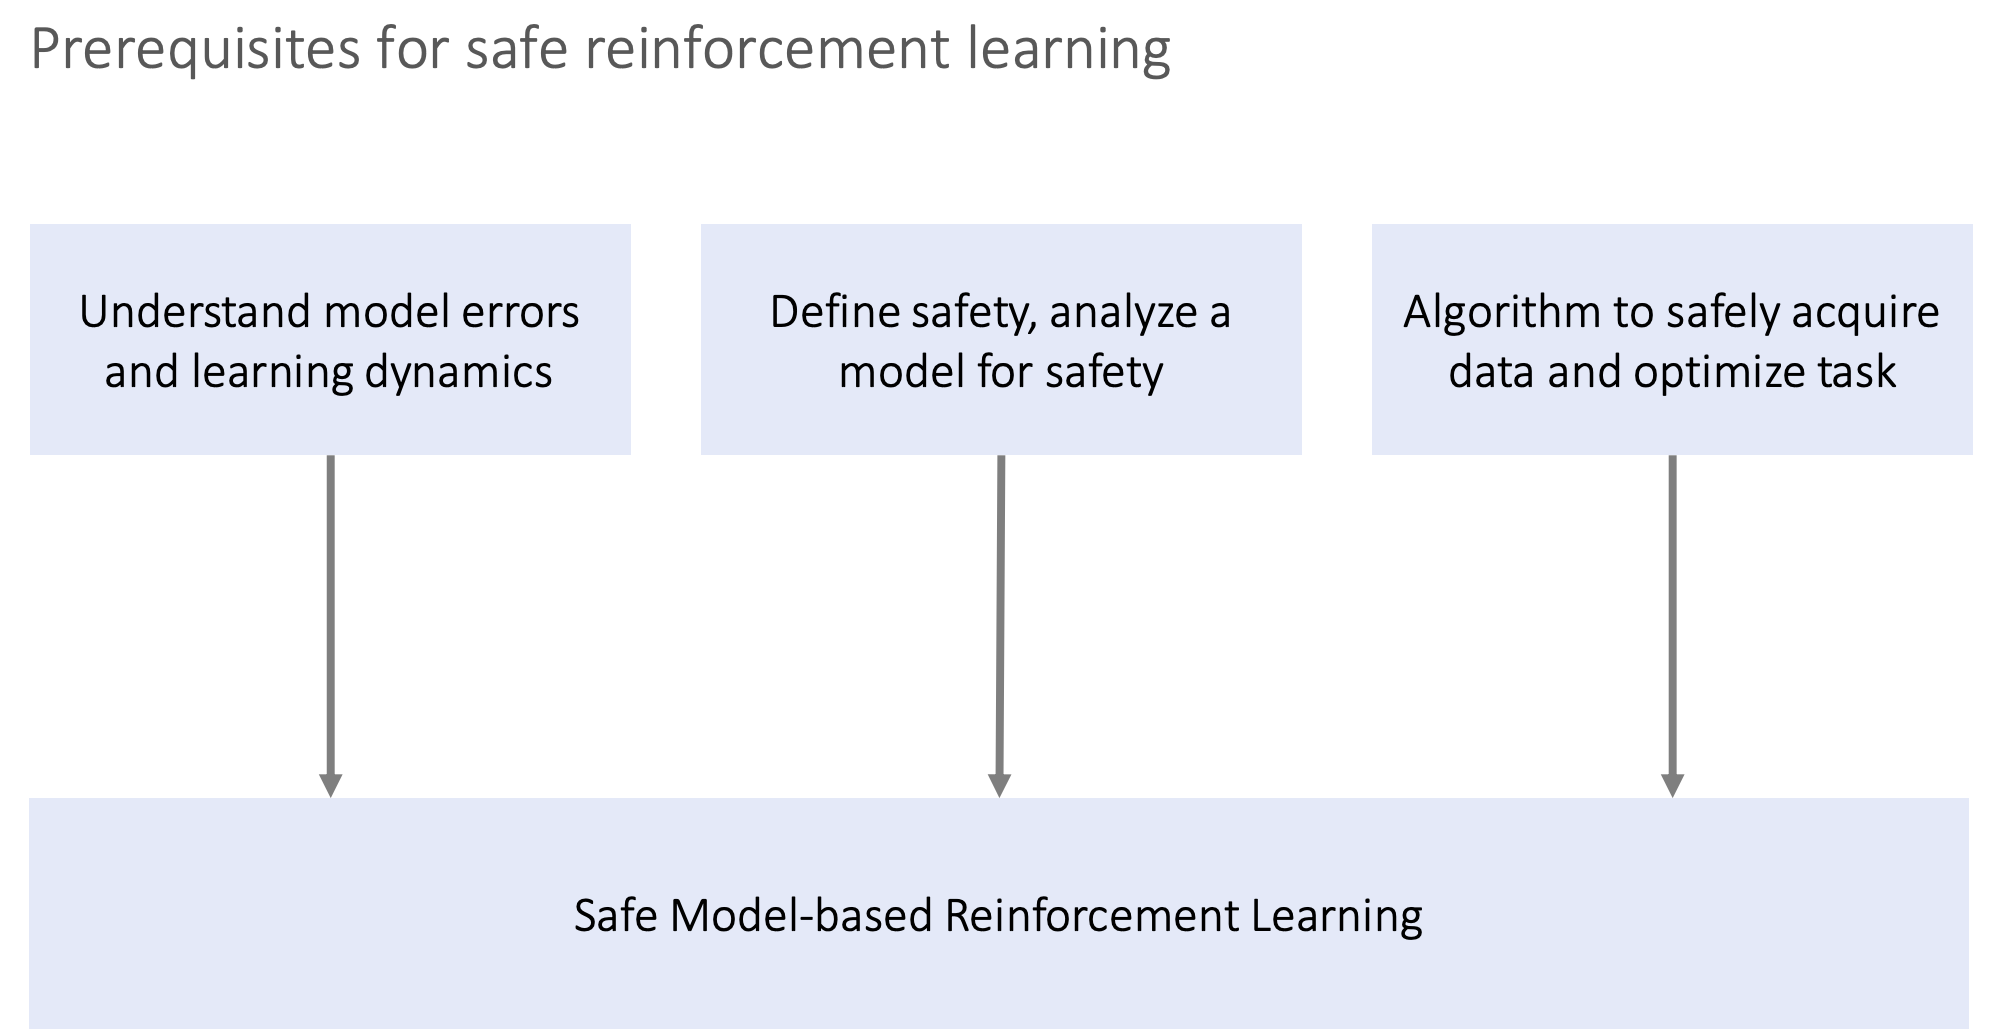 Prerequisites for safe reinforcement learning
Understand model errors
and learning dynamics
Define safety, analyze a
model for safety
Algorithm to safely acquire
data and optimize task
Safe Model-based Reinforcement Learning